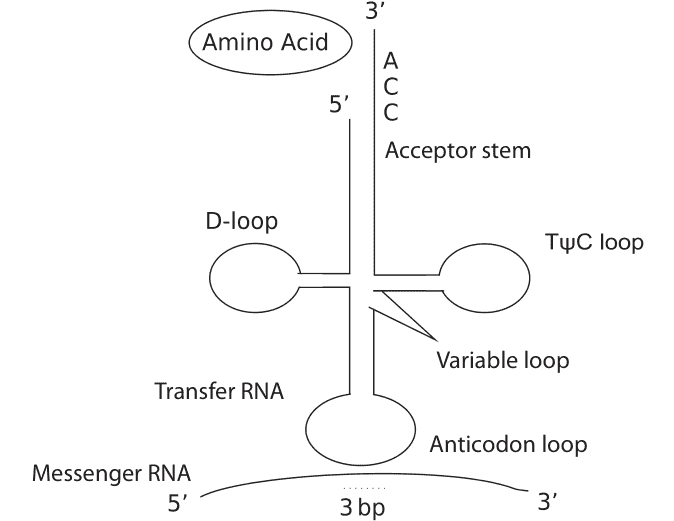 3’
Amino Acid
A
C
C
5’
Acceptor stem
D-loop
TψC loop
Variable loop
Transfer RNA
Anticodon loop
Messenger RNA
5’
3 bp
3’